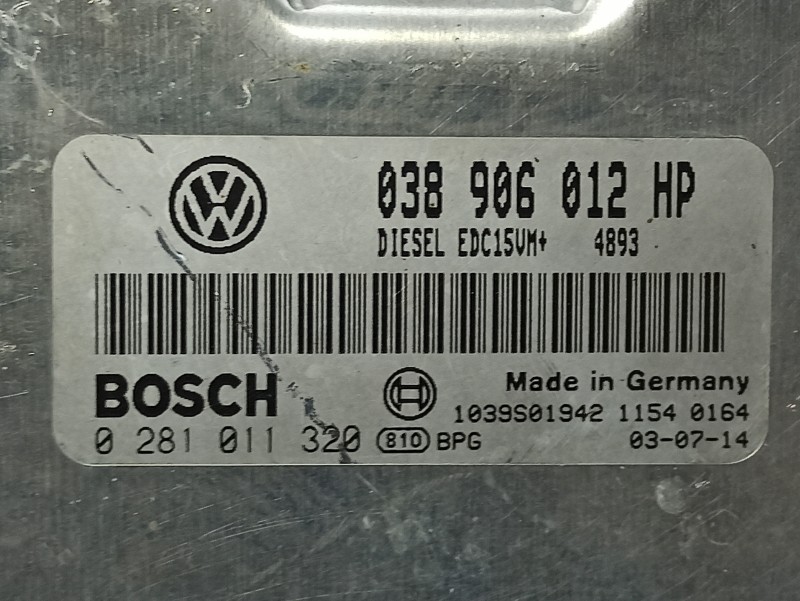 038 906 012 HP
DIESEL EDC15VM+ 4893
BOSCH
Made in Germany
1039S01942 1154 0164
0 281 011 320 810 BPG 03-07-14